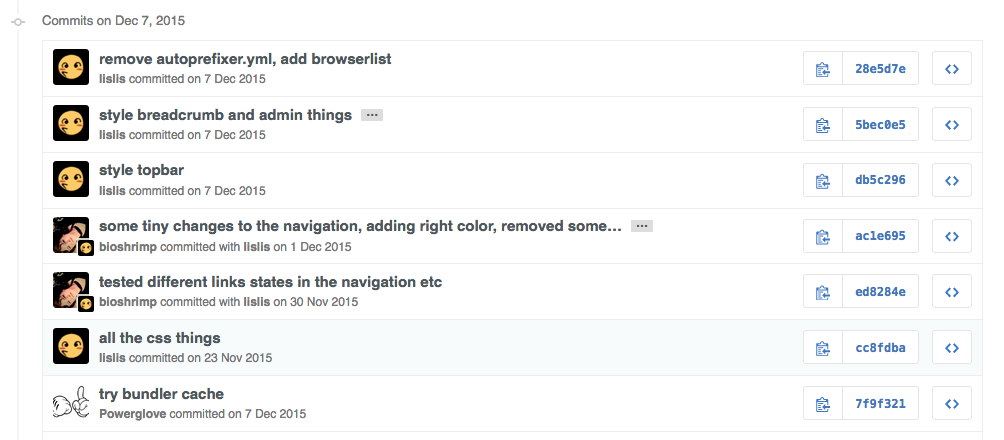 Commits on Dec 7, 2015
remove autoprefixer.yml, add browserlist
lislis committed on 7 Dec 2015
28e5d7e
style breadcrumb and admin things …
lislis committed on 7 Dec 2015
5bec0e5
style topbar
lislis committed on 7 Dec 2015
db5c296
some tiny changes to the navigation, adding right color, removed some… …
bioshrimp committed with lislis on 1 Dec 2015
ac1e695
tested different links states in the navigation etc
bioshrimp committed with lislis on 30 Nov 2015
ed8284e
all the css things
lislis committed on 23 Nov 2015
cc8fdba
try bundler cache
Powerglove committed on 7 Dec 2015
7f9f321